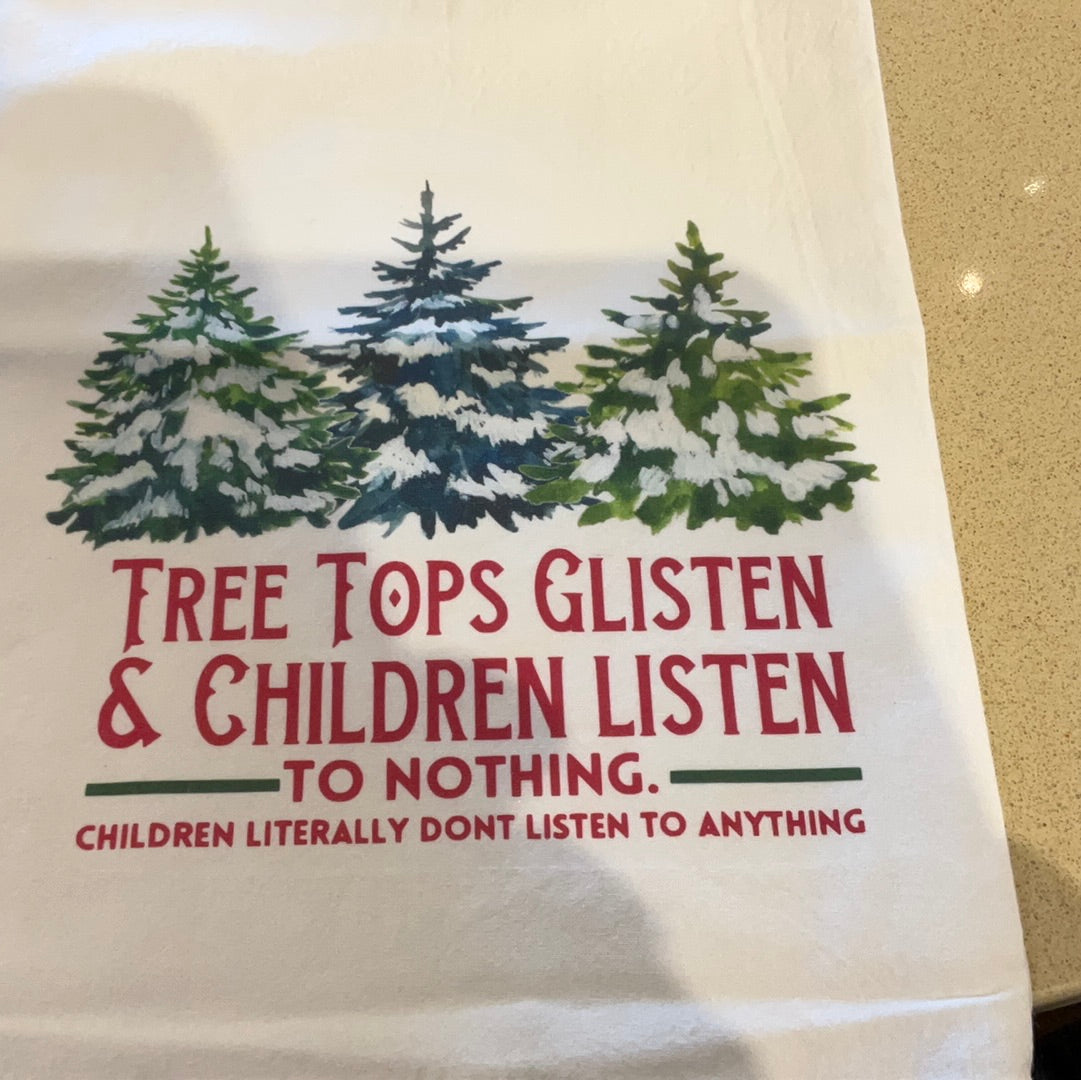 Tree Tops Glisten
& Children listen
to nothing.
CHILDREN LITERALLY DONT LISTEN TO ANYTHING